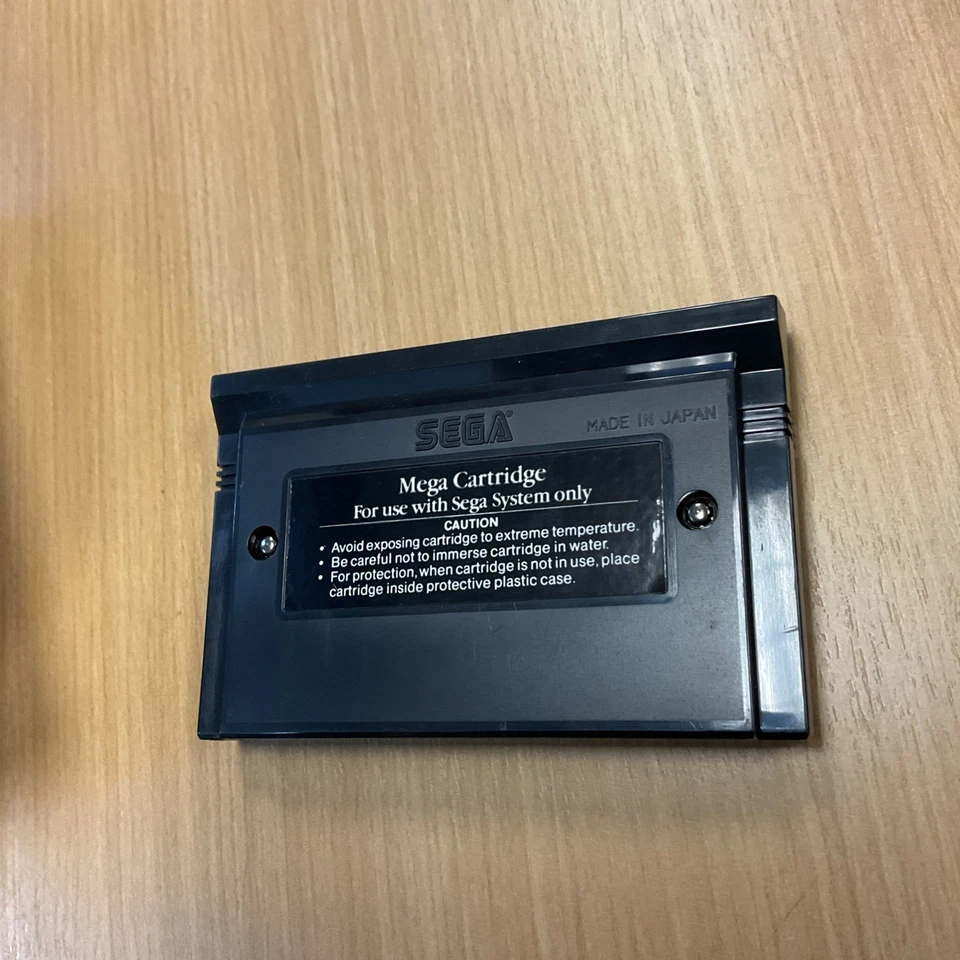 SEGA®
MADE IN JAPAN
Mega Cartridge
For use with Sega System only
CAUTION
• Avoid exposing cartridge to extreme temperature.
• Be careful not to immerse cartridge in water.
• For protection, when cartridge is not in use, place
cartridge inside protective plastic case.